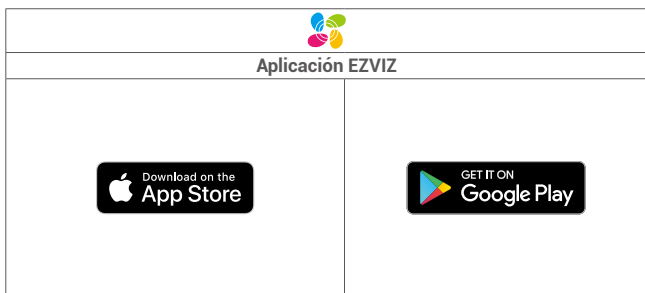 Aplicación EZVIZ
Download on the
App Store
GET IT ON
Google Play